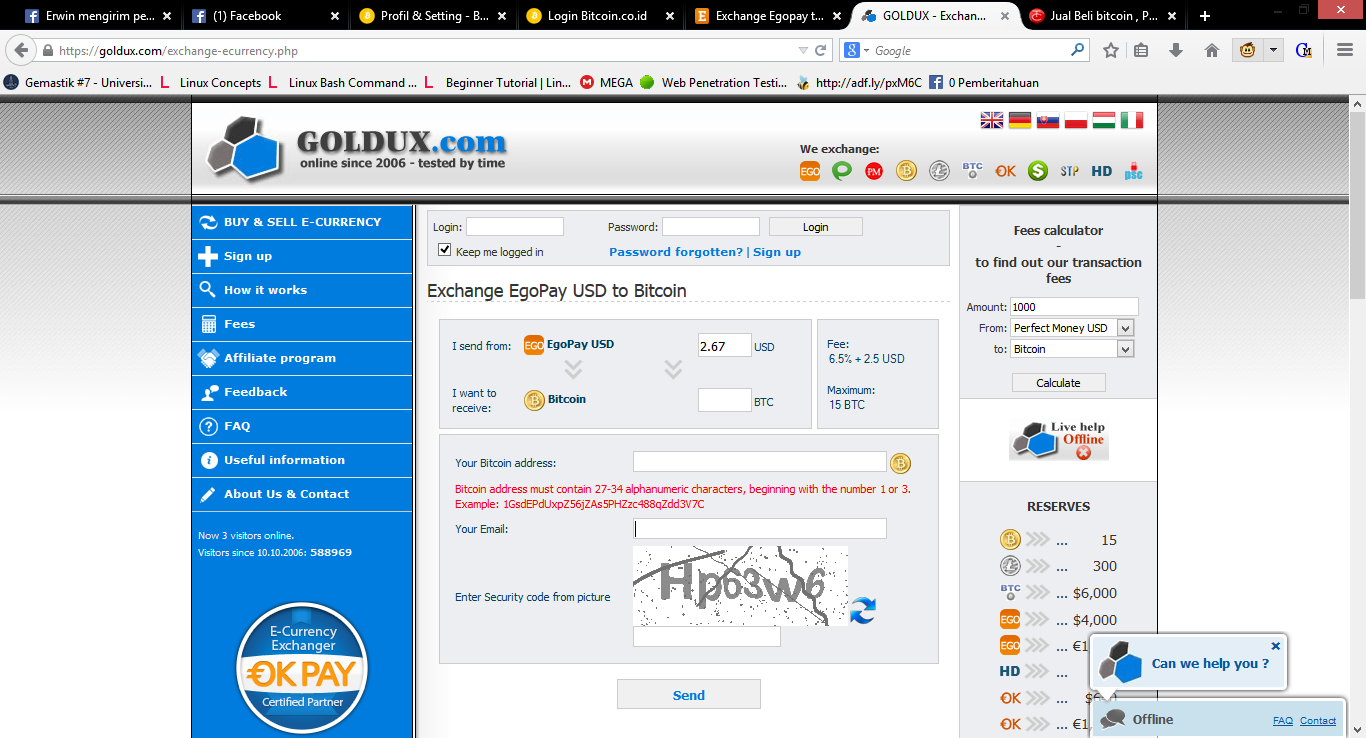 Erwin mengirim pe...
(1) Facebook
Profil & Setting - B...
Login Bitcoin.co.id
Exchange Egopay t...
GOLDUX - Exchan...
Jual Beli bitcoin , P...
https://goldux.com/exchange-ecurrency.php
Google
Gemastik #7 - Universi...
Linux Concepts
Linux Bash Command ...
Beginner Tutorial | Lin...
MEGA
Web Penetration Testi...
http://adf.ly/pxM6C
0 Pemberitahuan
GOLDUX.com
online since 2006 - tested by time
We exchange:
EGO
PM
BTC
OK
STP
HD
psc
BUY & SELL E-CURRENCY
Sign up
How it works
Fees
Affiliate program
Feedback
FAQ
Useful information
About Us & Contact
Now 3 visitors online.
Visitors since 10.10.2006: 588969
E-Currency
Exchanger
OKPAY
Certified Partner
Login:
Password:
Login
Keep me logged in
Password forgotten? | Sign up
Exchange EgoPay USD to Bitcoin
I send from:
EGO
EgoPay USD
2.67
USD
I want to
receive:
Bitcoin
BTC
Fee:
6.5% + 2.5 USD
Maximum:
15 BTC
Your Bitcoin address:
Bitcoin address must contain 27-34 alphanumeric characters, beginning with the number 1 or 3.
Example: 1GsdEPdUxpZ56jZAs5PHZzc488qZdd3V7C
Your Email:
Hp63w6
Enter Security code from picture
Send
Fees calculator
-
to find out our transaction
fees
Amount: 1000
From: Perfect Money USD
to: Bitcoin
Calculate
Live help
Offline
RESERVES
... 15
... 300
BTC ... $6,000
EGO ... $4,000
EGO ... €1
HD ...
OK ...
OK ... €1,
Can we help you ?
Offline
FAQ
Contact